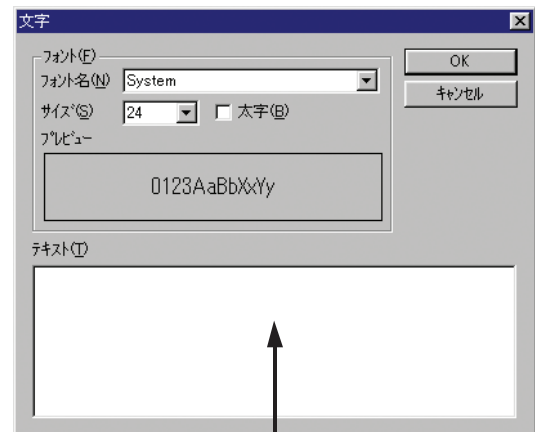 文字
フォント(F)
OK
フォント名(N) System
キャンセル
サイズ(S) 24 太字(B)
プレビュー
0123AaBbXxYy
テキスト(T)